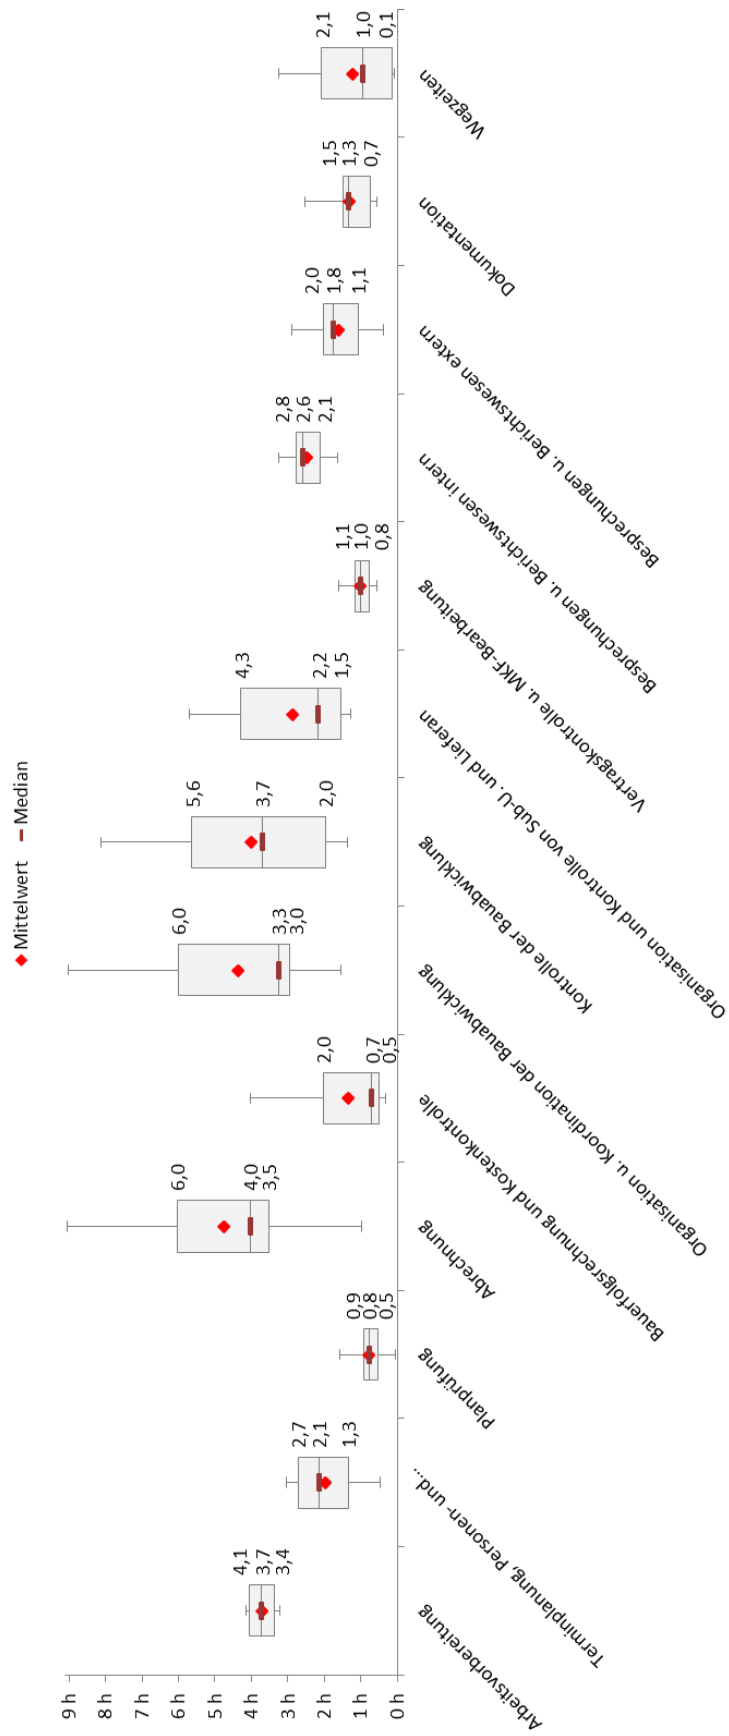 ◆ Mittelwert – Median
9 h
8 h
7 h
6 h
5 h
4 h
3 h
2 h
1 h
0 h
4,1
3,7
3,4
2,7
2,1
1,3
0,9
0,8
0,5
6,0
4,0
3,5
2,0
0,7
0,5
6,0
3,3
3,0
5,6
3,7
2,0
4,3
2,2
1,5
1,1
1,0
0,8
2,8
2,6
2,1
2,0
1,8
1,1
1,5
1,3
0,7
2,1
1,0
0,1
Arbeitsvorbereitung
Terminplanung, Personen- und...
Planprüfung
Abrechnung
Bauerfolgsrechnung und Kostenkontrolle
Organisation u. Koordination der Bauabwicklung
Kontrolle der Bauabwicklung
Organisation und Kontrolle von Sub-U. und Lieferan
Vertragskontrolle u. MKF-Bearbeitung
Besprechungen u. Berichtswesen intern
Besprechungen u. Berichtswesen extern
Dokumentation
Wegzeiten